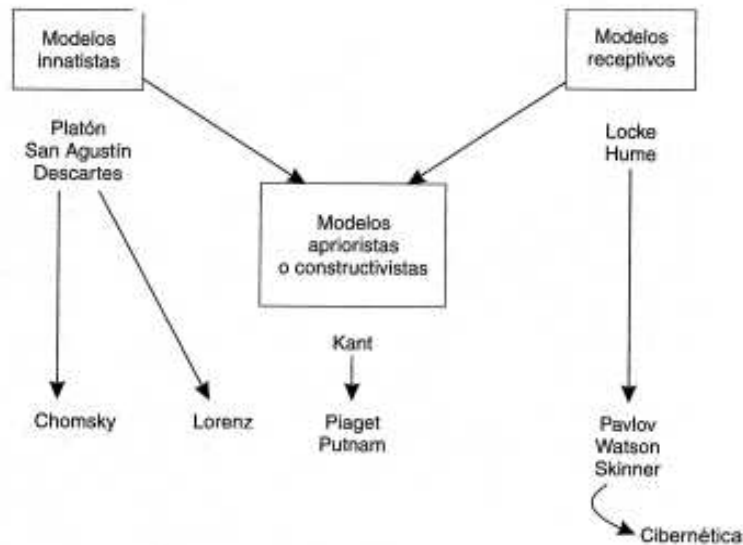 Modelos
innatistas
Modelos
receptivos
Platón
San Agustín
Descartes
Locke
Hume
Modelos
aprioristas
o constructivistas
Kant
Chomsky
Lorenz
Piaget
Putnam
Pavlov
Watson
Skinner
Cibernética